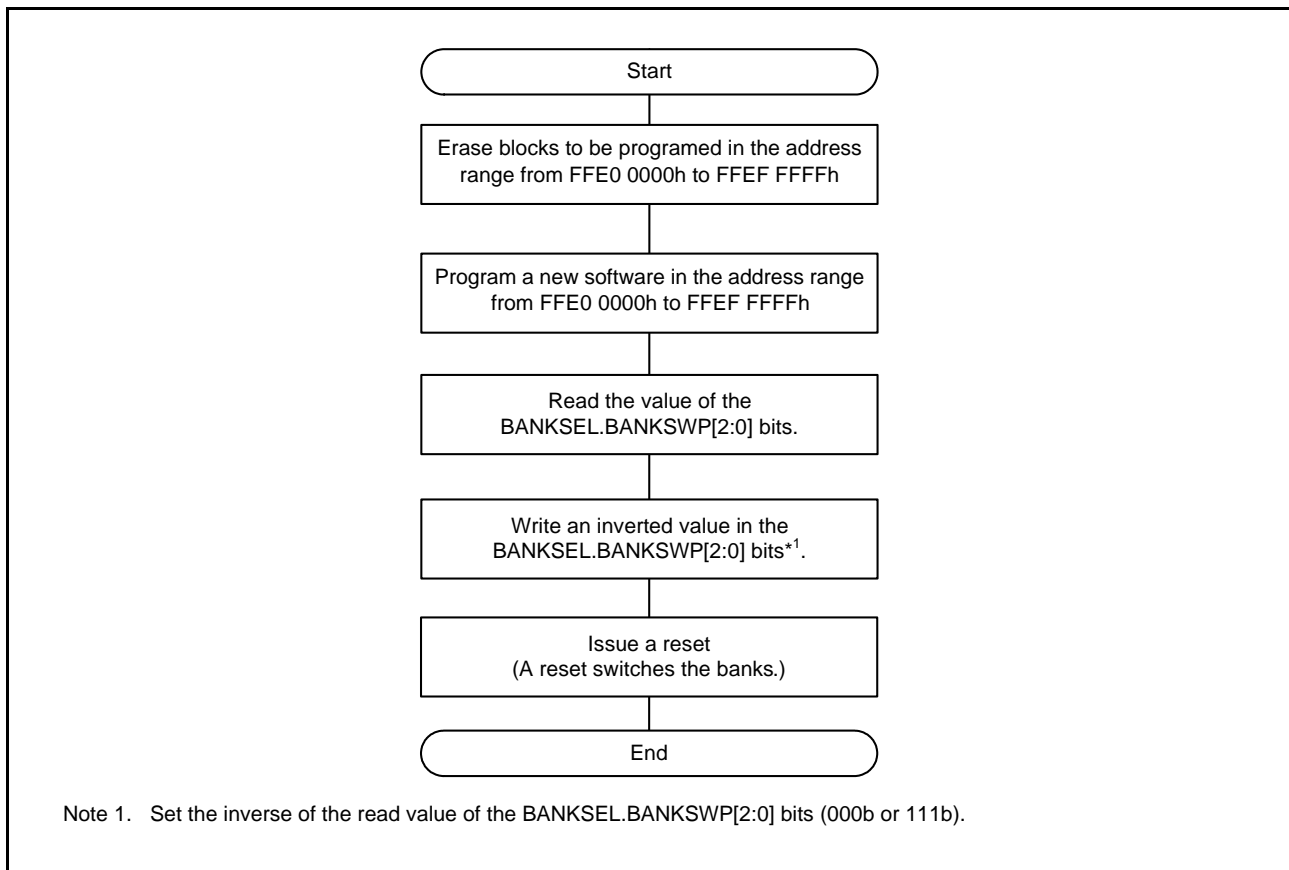 Start
Erase blocks to be programed in the address
range from FFE0 0000h to FFEF FFFFh
Program a new software in the address range
from FFE0 0000h to FFEF FFFFh
Read the value of the
BANKSEL.BANKSWP[2:0] bits.
Write an inverted value in the
BANKSEL.BANKSWP[2:0] bits*1.
Issue a reset
(A reset switches the banks.)
End
Note 1. Set the inverse of the read value of the BANKSEL.BANKSWP[2:0] bits (000b or 111b).